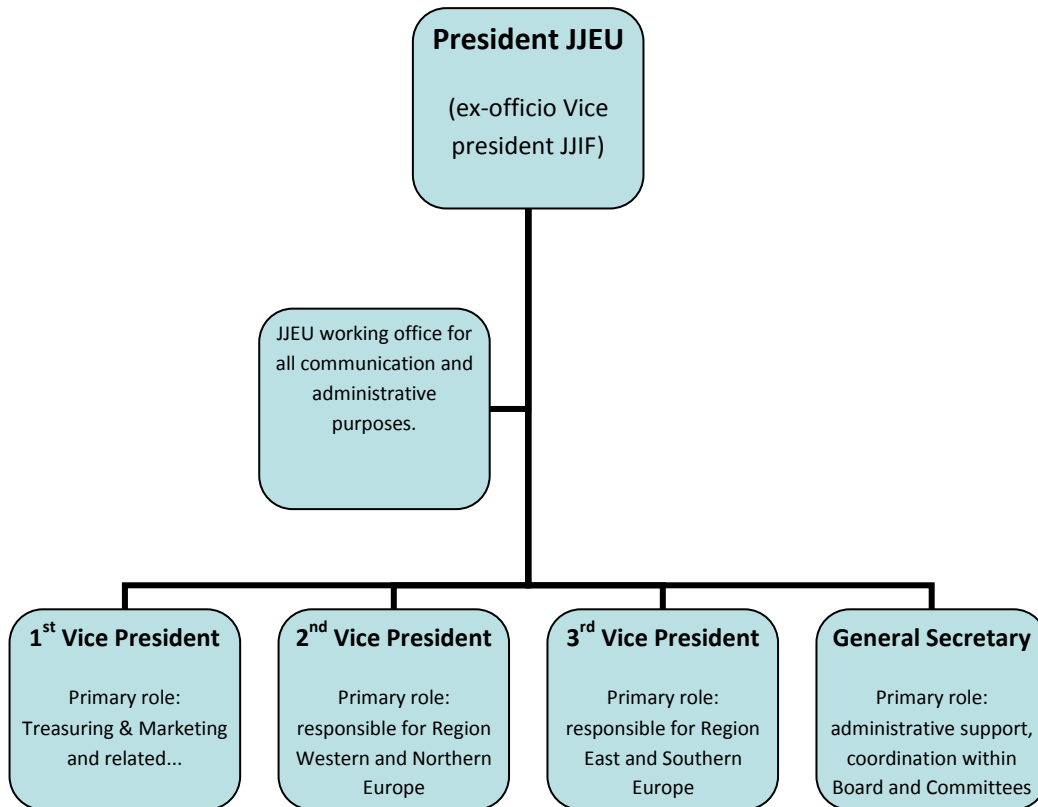 President JJEU
(ex-officio Vice
president JJIF)
JJEU working office for
all communication and
administrative
purposes.
1st Vice President
Primary role:
Treasuring & Marketing
and related...
2nd Vice President
Primary role:
responsible for Region
Western and Northern
Europe
3rd Vice President
Primary role:
responsible for Region
East and Southern
Europe
General Secretary
Primary role:
administrative support,
coordination within
Board and Committees